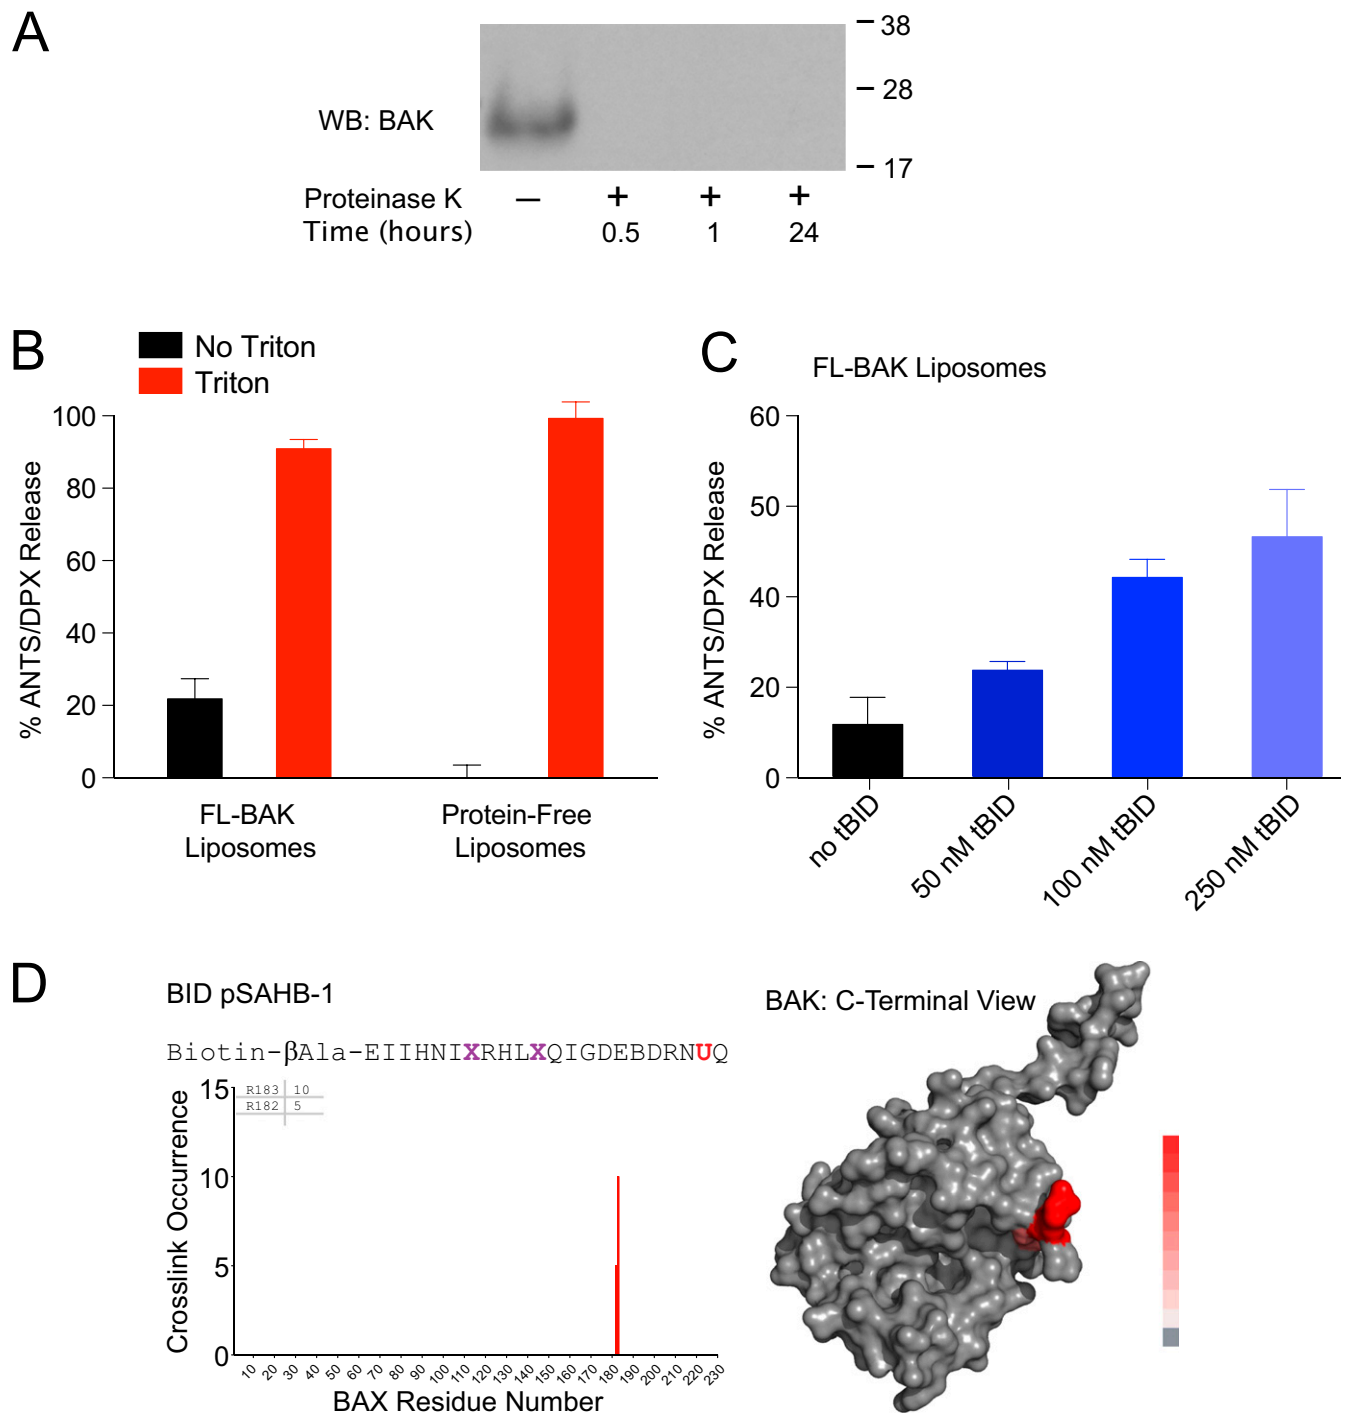 A
38
28
17
WB: BAK
Proteinase K − + + +
Time (hours) 0.5 1 24
B
No Triton
Triton
% ANTS/DPX Release
100
80
60
40
20
0
FL-BAK
Liposomes
Protein-Free
Liposomes
C
FL-BAK Liposomes
% ANTS/DPX Release
60
50
40
20
0
no tBID
50 nM tBID
100 nM tBID
250 nM tBID
D
BID pSAHB-1
Biotin-βAla-EIIHNIXRHLXQIGDEBDRNUQ
Crosslink Occurrence
15
10
5
0
R183 10
R182 5
10 20 30 40 50 60 70 80 90 100 110 120 130 140 150 160 170 180 190 200 210 220 230
BAX Residue Number
BAK: C-Terminal View